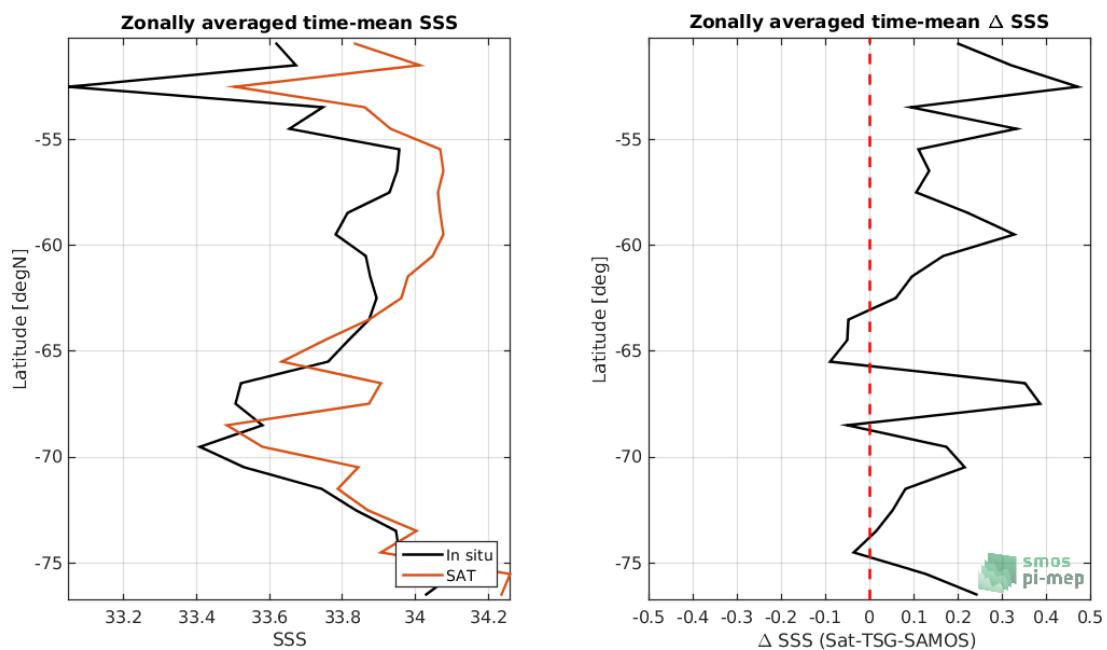 Zonally averaged time-mean SSS
-55
-60
-65
-70
-75
Latitude [degN]
33.2
33.4
33.6
33.8
34
34.2
SSS
In situ
SAT
Zonally averaged time-mean Δ SSS
-55
-60
-65
-70
-75
Latitude [deg]
-0.5
-0.4
-0.3
-0.2
-0.1
0
0.1
0.2
0.3
0.4
0.5
Δ SSS (Sat-TSG-SAMOS)
smos
pi-mep